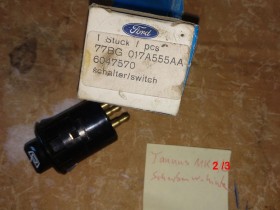 Ford
1 Stück / pcs
77BG 017A555AA
6047570
schalter/switch
Taunus MK 2/3